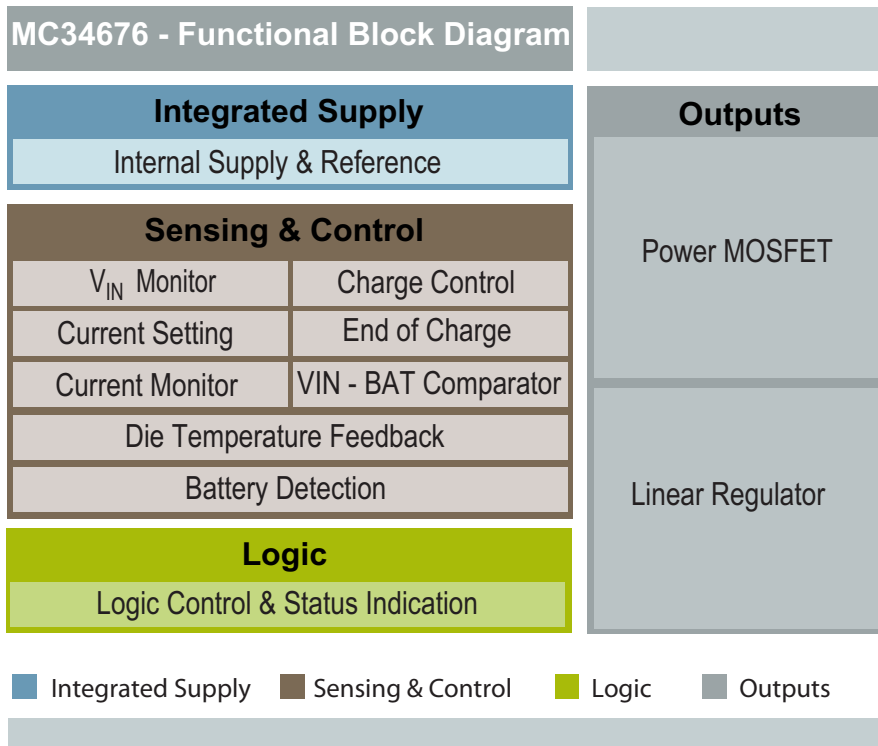 MC34676 - Functional Block Diagram
Integrated Supply
Internal Supply & Reference
Sensing & Control
VIN Monitor
Charge Control
Current Setting
End of Charge
Current Monitor
VIN - BAT Comparator
Die Temperature Feedback
Battery Detection
Logic
Logic Control & Status Indication
Outputs
Power MOSFET
Linear Regulator
Integrated Supply
Sensing & Control
Logic
Outputs